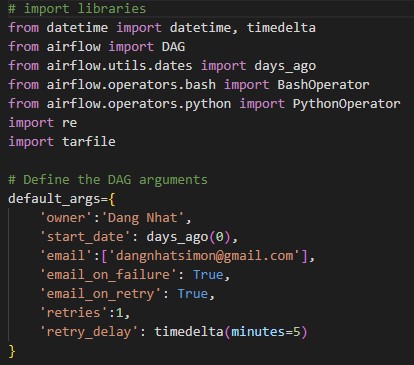 # import libraries
from datetime import datetime, timedelta
from airflow import DAG
from airflow.utils.dates import days_ago
from airflow.operators.bash import BashOperator
from airflow.operators.python import PythonOperator
import re
import tarfile

# Define the DAG arguments
default_args={
    'owner':'Dang Nhat',
    'start_date': days_ago(0),
    'email':['dangnhatsimon@gmail.com'],
    'email_on_failure': True,
    'email_on_retry': True,
    'retries':1,
    'retry_delay': timedelta(minutes=5)
}